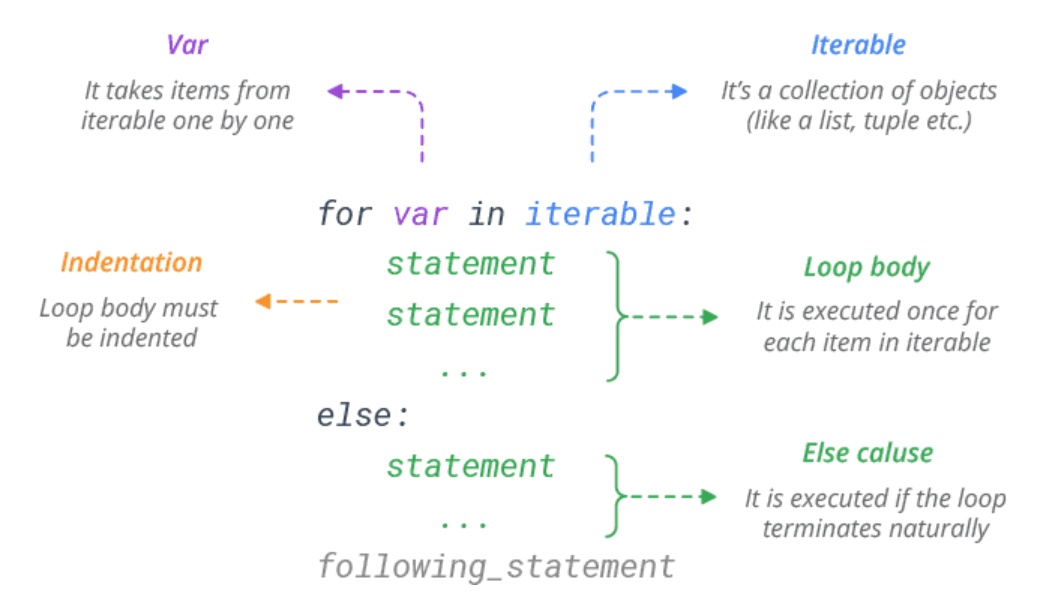 Var
It takes items from
iterable one by one
Iterable
It's a collection of objects
(like a list, tuple etc.)
for var in iterable:
Indentation
Loop body must
be indented
statement
statement
...
Loop body
It is executed once for
each item in iterable
else:
statement
...
Else caluse
It is executed if the loop
terminates naturally
following_statement